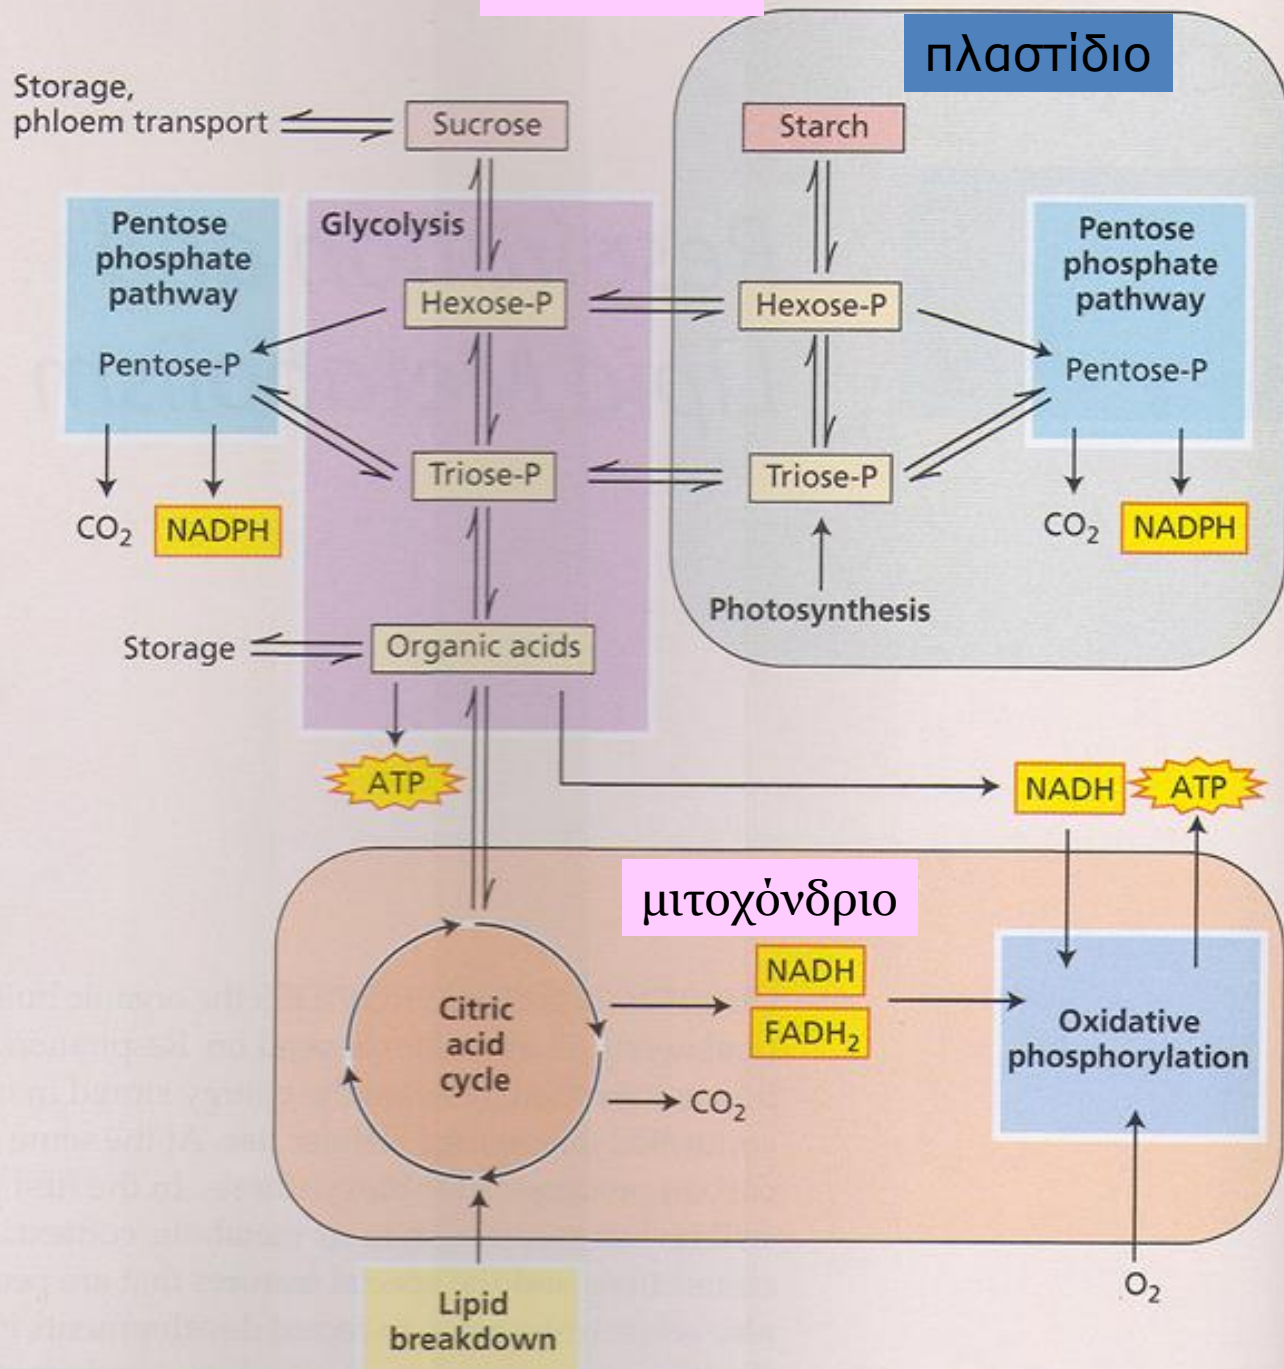 πλαστίδιο
Storage,
phloem transport
Sucrose
Starch
Pentose
phosphate
pathway
Glycolysis
Pentose
phosphate
pathway
Hexose-P
Hexose-P
Pentose-P
Pentose-P
Triose-P
Triose-P
CO₂
NADPH
CO₂
NADPH
Photosynthesis
Storage
Organic acids
ATP
NADH
ATP
μιτοχόνδριο
NADH
FADH₂
Citric
acid
cycle
Oxidative
phosphorylation
CO₂
O₂
Lipid
breakdown